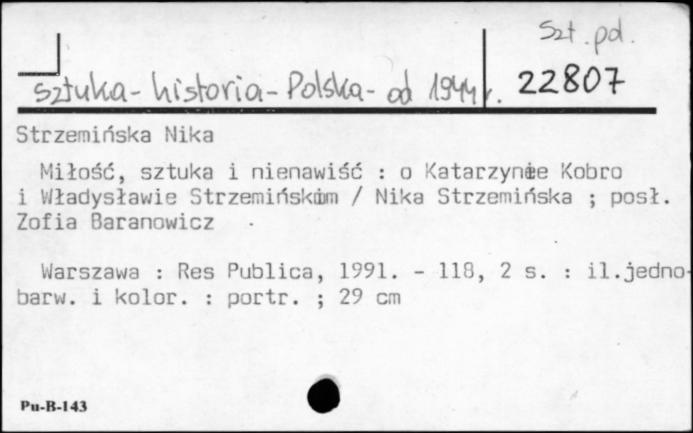 Szt. pd.
sztuka - historia - Polska - od 1944 r.
22807
Strzemińska Nika
Miłość, sztuka i nienawiść : o Katarzynie Kobro
i Władysławie Strzemińskim / Nika Strzemińska ; posł.
Zofia Baranowicz
Warszawa : Res Publica, 1991. - 118, 2 s. : il.jedno-
barw. i kolor. : portr. ; 29 cm
Pu-B-143